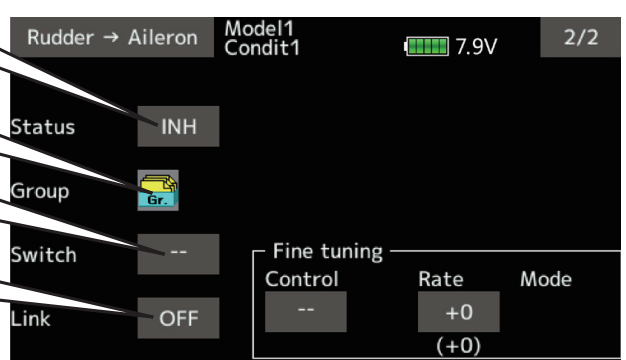 Rudder → Aileron Model1 Condit1 7.9V 2/2
Status INH
Group Gr.
Switch --
Link OFF
Fine tuning
Control Rate Mode
-- +0
(+0)